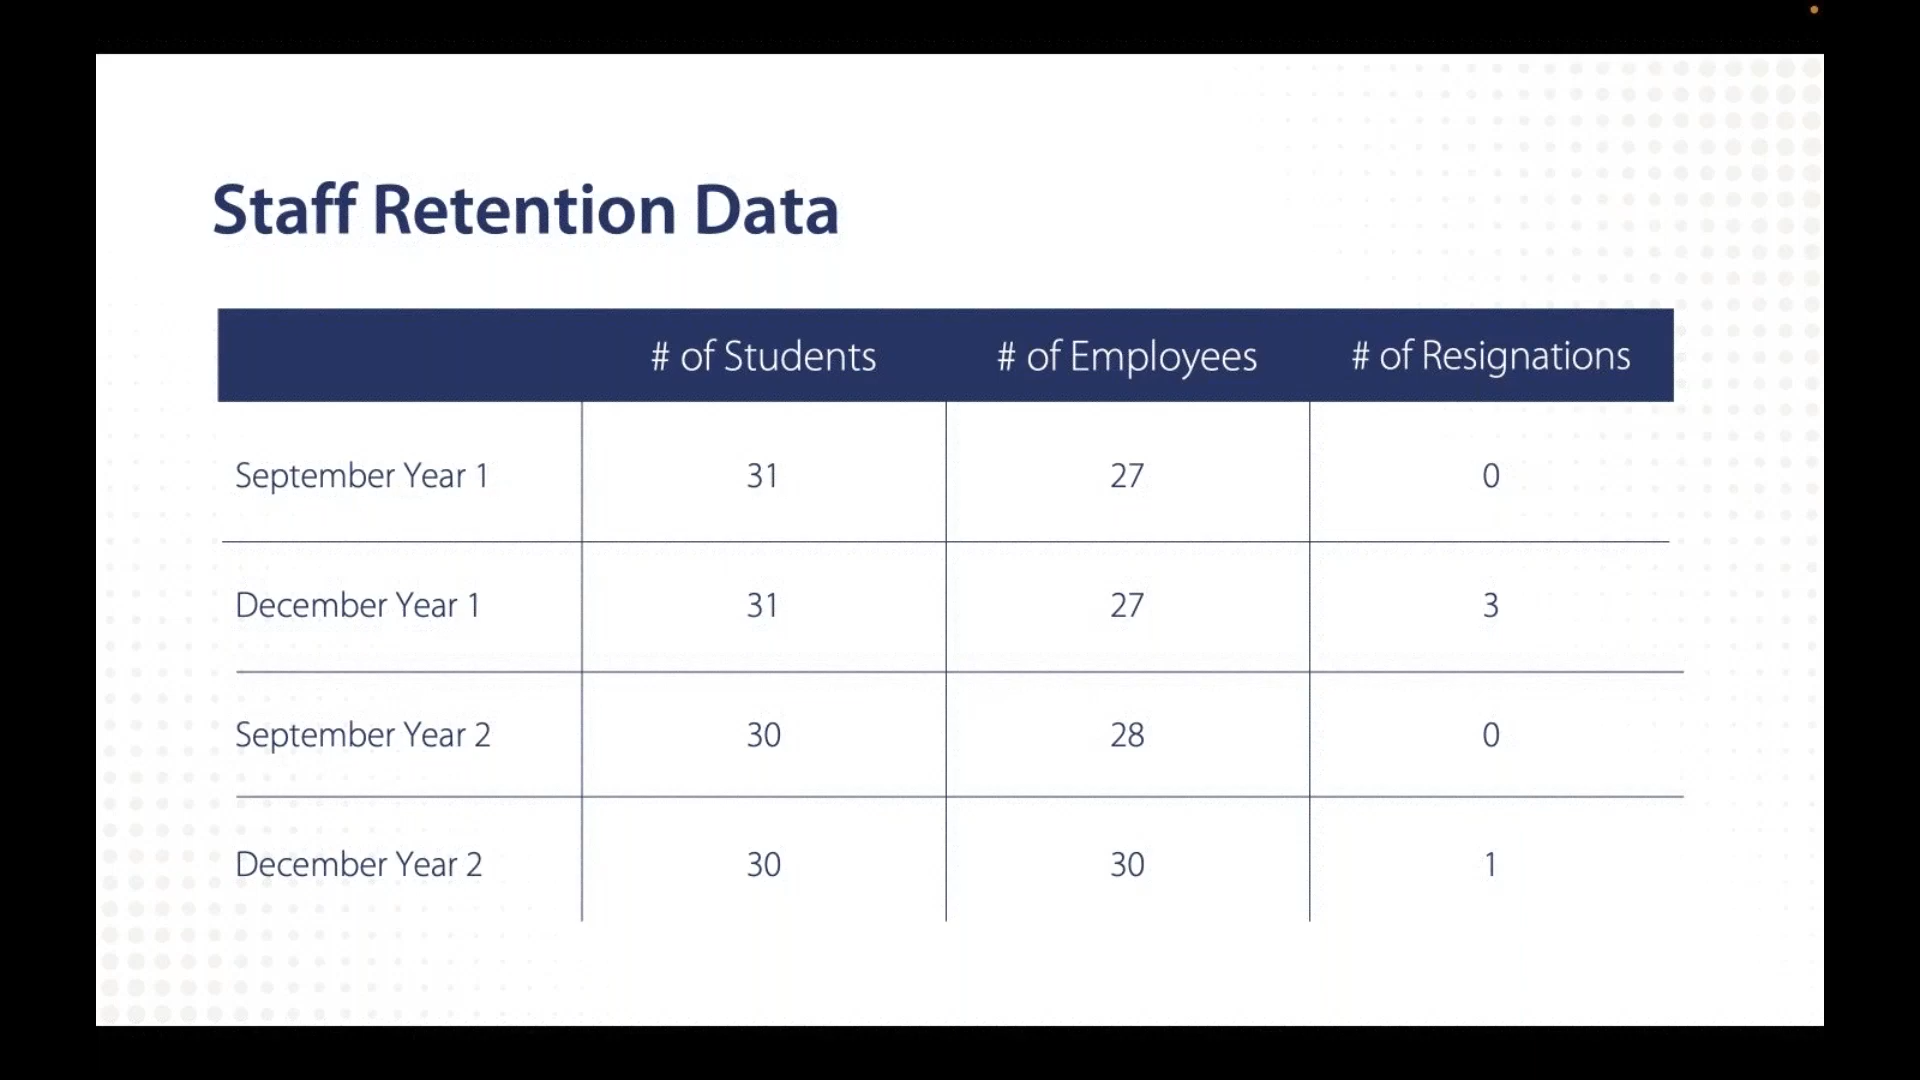 Staff Retention Data
# of Students # of Employees # of Resignations
September Year 1 31 27 0
December Year 1 31 27 3
September Year 2 30 28 0
December Year 2 30 30 1